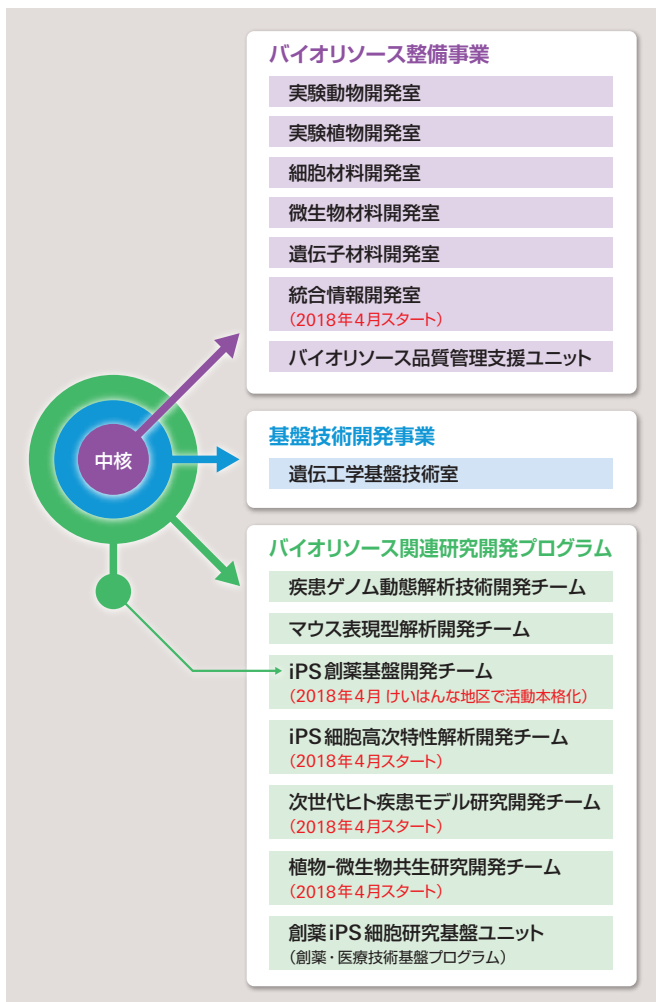 バイオリソース整備事業
実験動物開発室
実験植物開発室
細胞材料開発室
微生物材料開発室
遺伝子材料開発室
統合情報開発室
（2018年4月スタート）
バイオリソース品質管理支援ユニット
中核
基盤技術開発事業
遺伝工学基盤技術室
バイオリソース関連研究開発プログラム
疾患ゲノム動態解析技術開発チーム
マウス表現型解析開発チーム
iPS創薬基盤開発チーム
（2018年4月 けいはんな地区で活動本格化）
iPS細胞高次特性解析開発チーム
（2018年4月スタート）
次世代ヒト疾患モデル研究開発チーム
（2018年4月スタート）
植物-微生物共生研究開発チーム
（2018年4月スタート）
創薬iPS細胞研究基盤ユニット
（創薬・医療技術基盤プログラム）